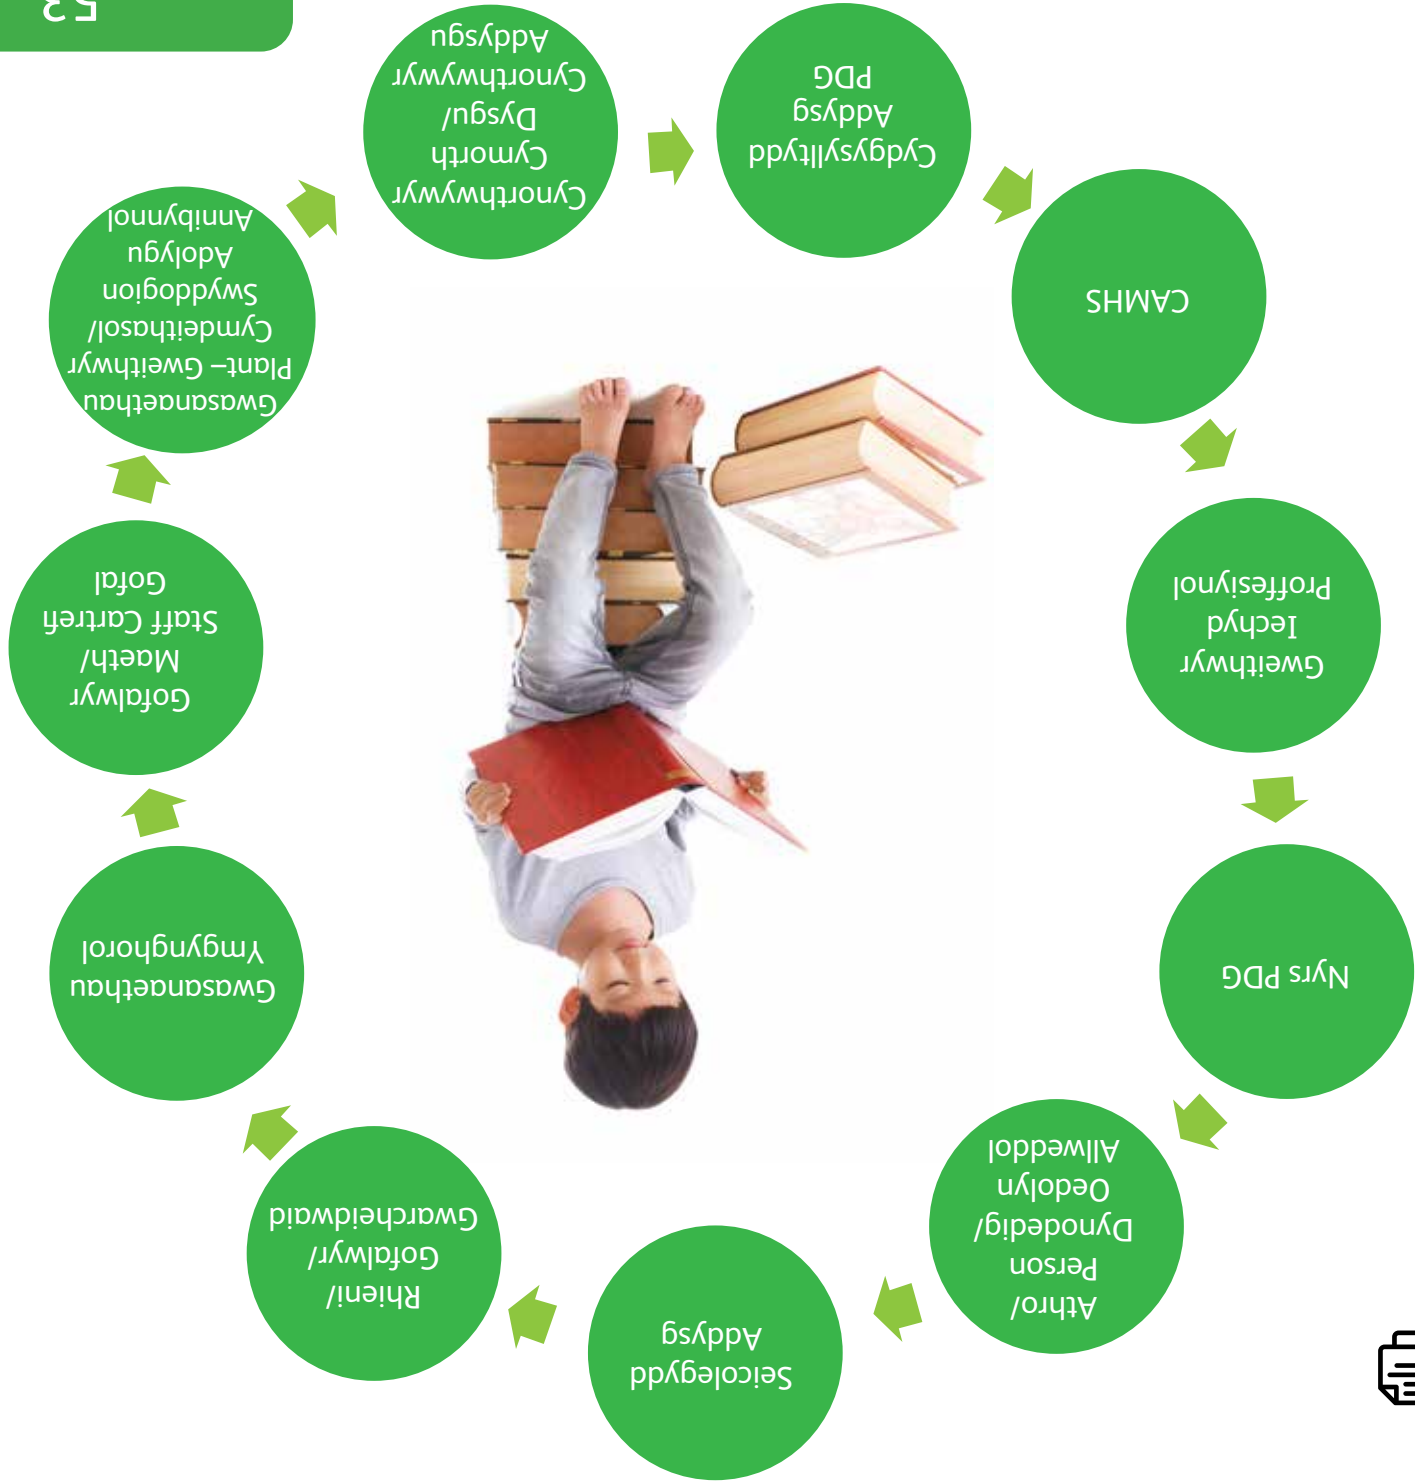 Seicolegydd
Addysg
Rhieni/
Gofalwyr/
Gwarcheidwaid
Gwasanaethau
Ymgynghorol
Gofalwyr
Maeth/
Staff Cartrefi
Gofal
Gwasanaethau
Plant– Gweithwyr
Cymdeithasol/
Swyddogion
Adolygu
Annibynnol
Cynorthwywyr
Cymorth
Dysgu/
Cynorthwywyr
Addysgu
Cydgysylltydd
Addysg
PDG
CAMHS
Gweithwyr
Iechyd
Proffesiynol
Nyrs PDG
Athro/
Person
Dynodedig/
Oedolyn
Allweddol
53